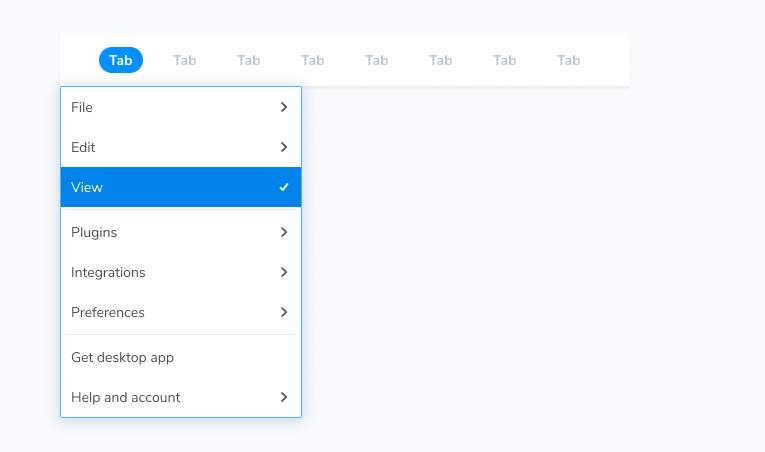 Tab Tab Tab Tab Tab Tab Tab Tab
File
Edit
View
Plugins
Integrations
Preferences
Get desktop app
Help and account